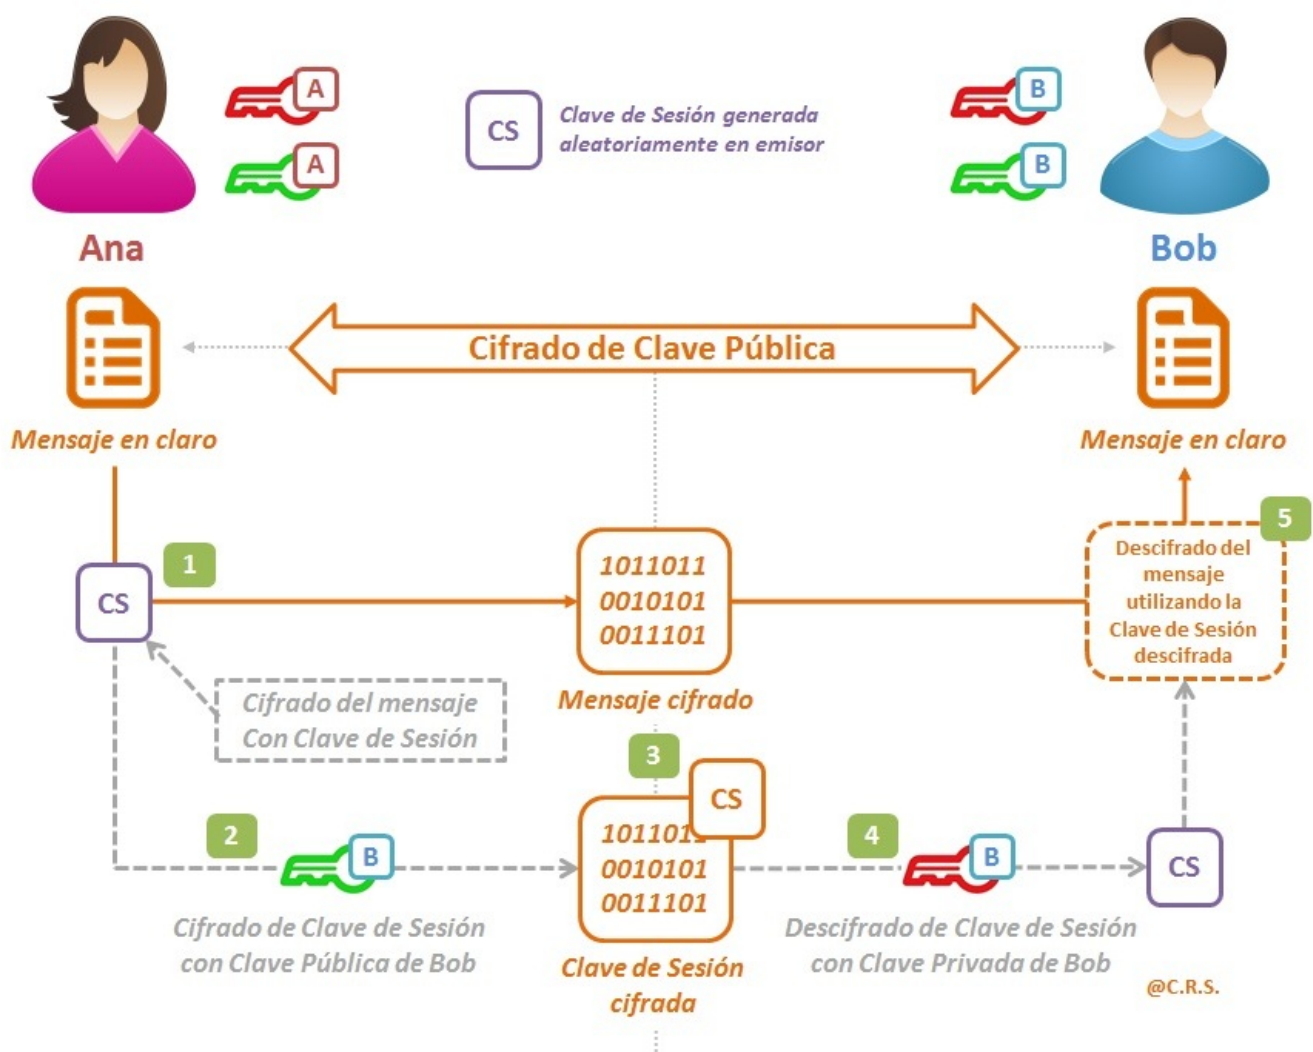 A
B
CS
Clave de Sesión generada
aleatoriamente en emisor
A
B
Ana
Bob
Cifrado de Clave Pública
Mensaje en claro
Mensaje en claro
1
CS
1011011
0010101
0011101
Mensaje cifrado
5
Descifrado del
mensaje
utilizando la
Clave de Sesión
descifrada
Cifrado del mensaje
Con Clave de Sesión
3
CS
2
B
1011011
0010101
0011101
4
B
CS
Cifrado de Clave de Sesión
con Clave Pública de Bob
Clave de Sesión
cifrada
Descifrado de Clave de Sesión
con Clave Privada de Bob
@C.R.S.